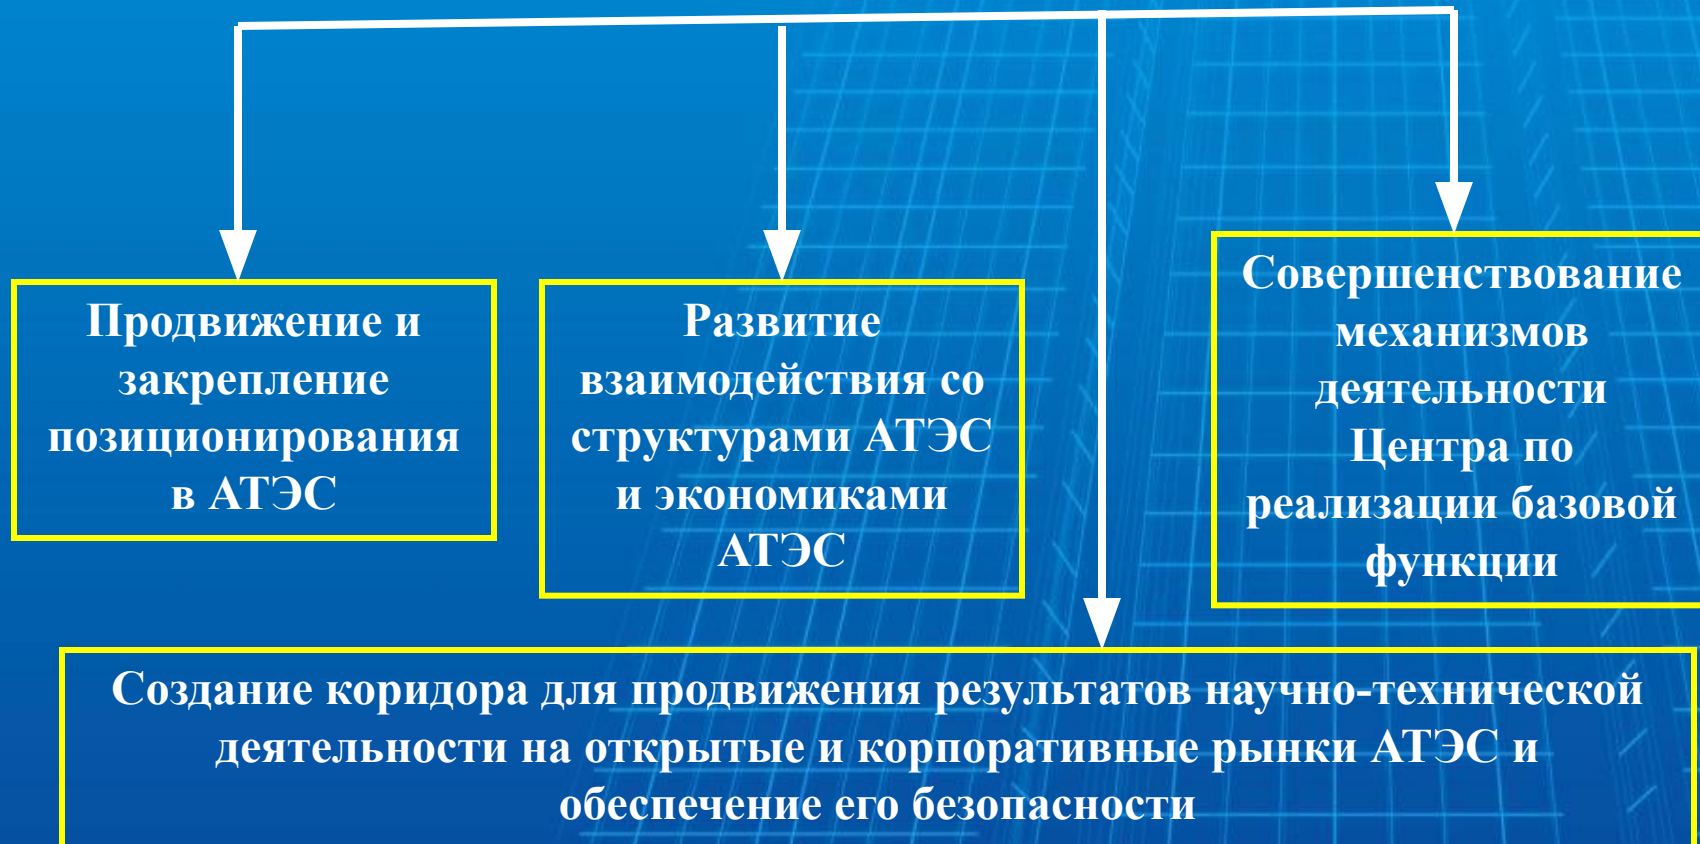 Продвижение и
закрепление
позиционирования
в АТЭС
Развитие
взаимодействия со
структурами АТЭС
и экономиками
АТЭС
Совершенствование
механизмов
деятельности
Центра по
реализации базовой
функции
Создание коридора для продвижения результатов научно-технической
деятельности на открытые и корпоративные рынки АТЭС и
обеспечение его безопасности